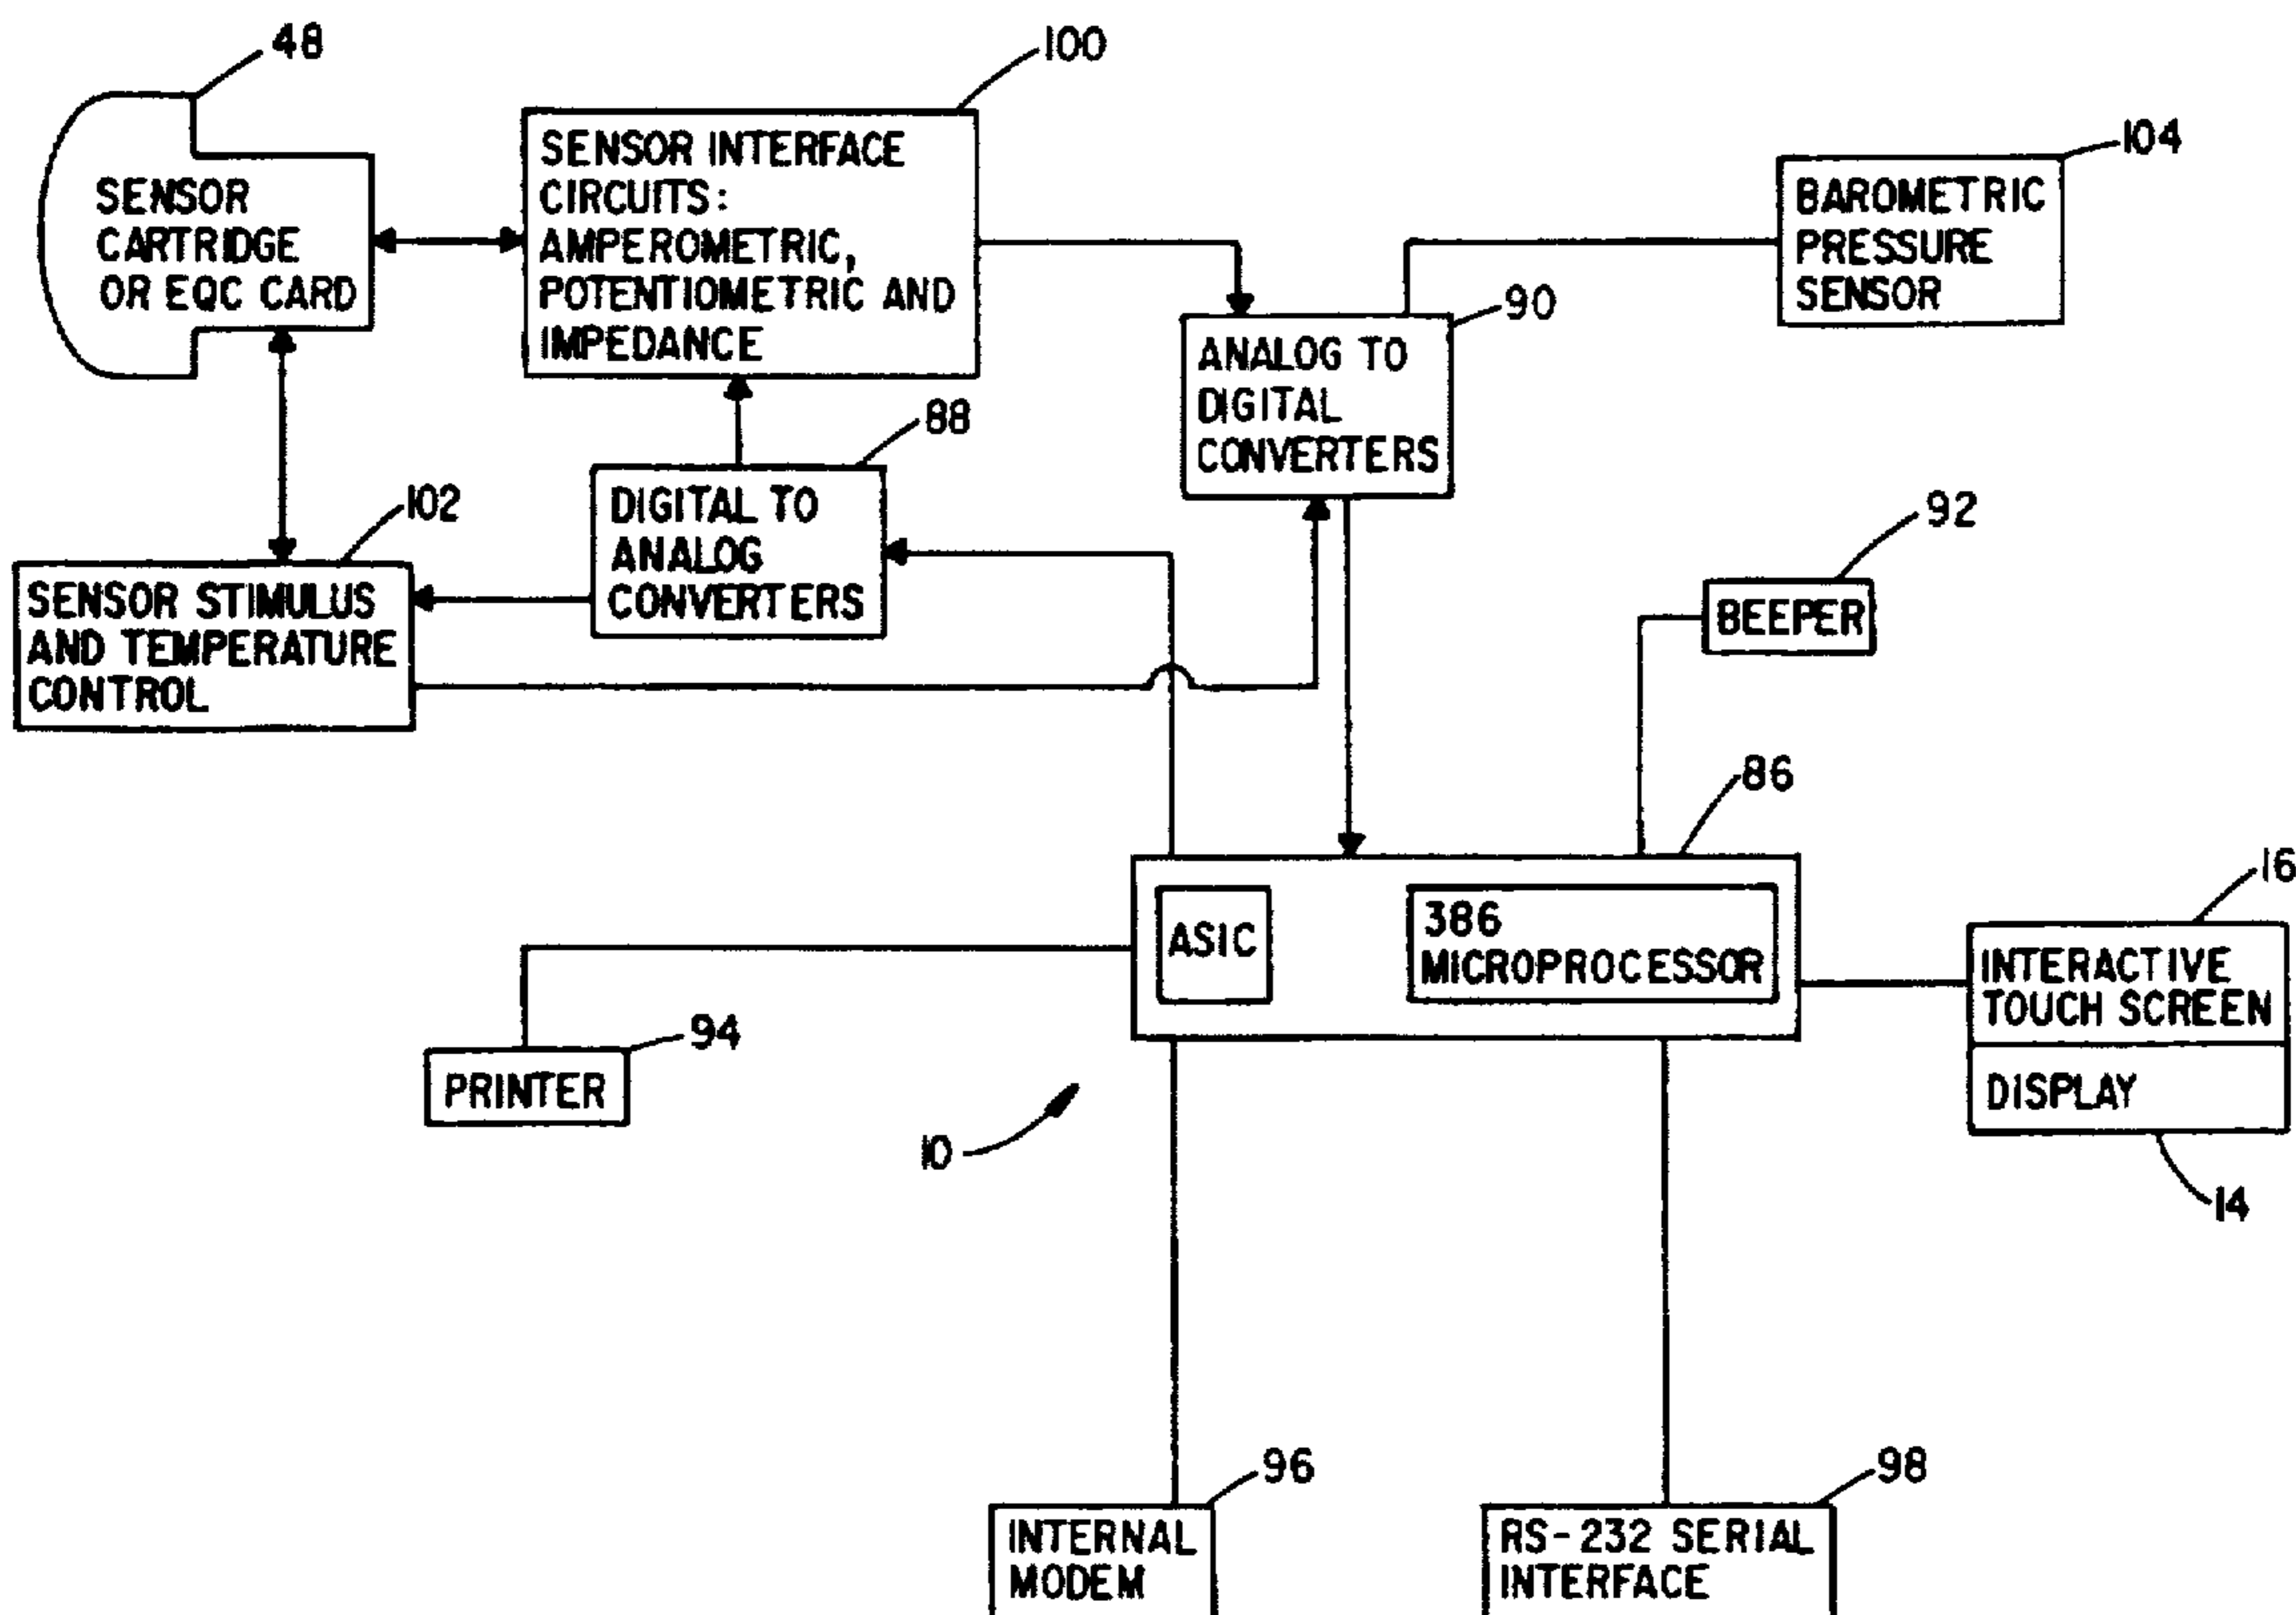 48
SENSOR
CARTRIDGE
OR EQC CARD
100
SENSOR INTERFACE
CIRCUITS:
AMPEROMETRIC,
POTENTIOMETRIC AND
IMPEDANCE
104
BAROMETRIC
PRESSURE
SENSOR
90
ANALOG TO
DIGITAL
CONVERTERS
88
DIGITAL TO
ANALOG
CONVERTERS
102
SENSOR STIMULUS
AND TEMPERATURE
CONTROL
92
BEEPER
86
ASIC
386
MICROPROCESSOR
16
INTERACTIVE
TOUCH SCREEN
DISPLAY
14
94
PRINTER
10
96
INTERNAL
MODEM
98
RS-232 SERIAL
INTERFACE